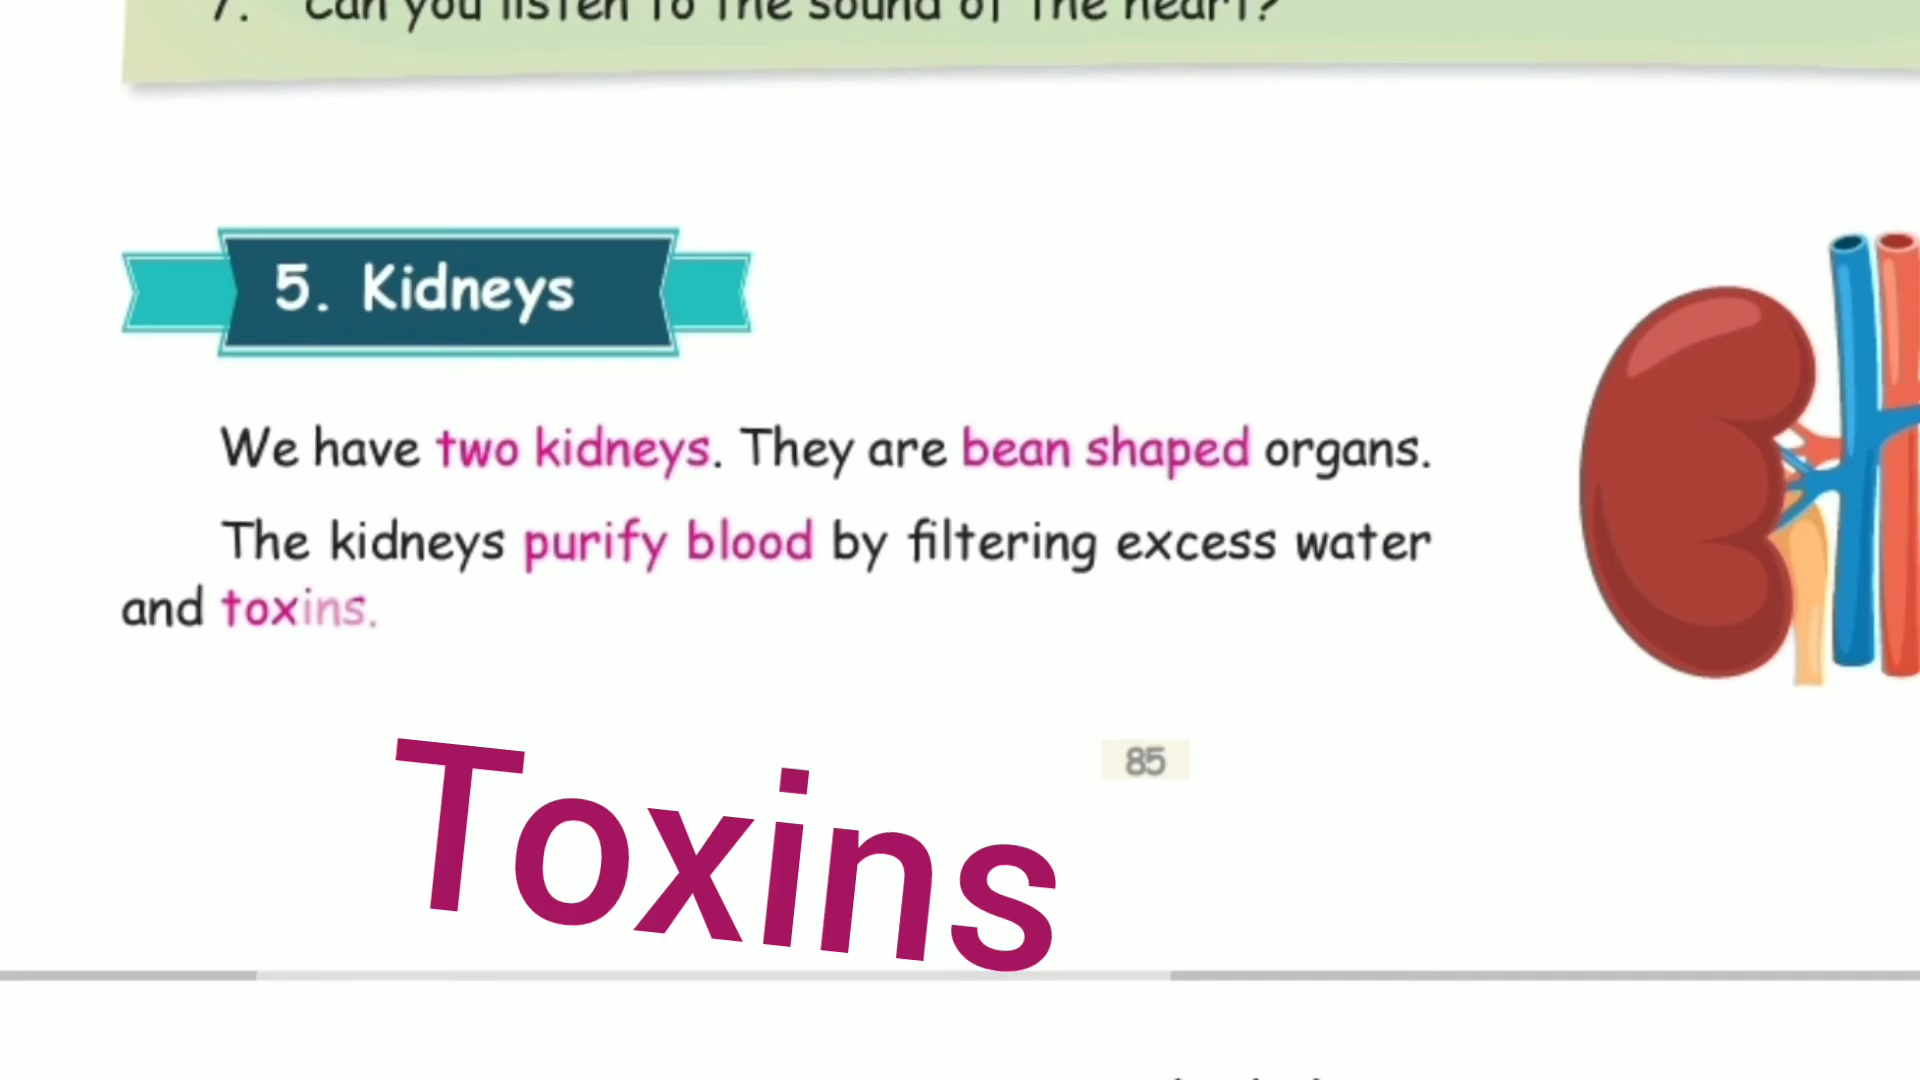 7. Can you listen to the sound of the heart?
5. Kidneys
We have two kidneys. They are bean shaped organs.
The kidneys purify blood by filtering excess water
and toxins.
85
Toxins